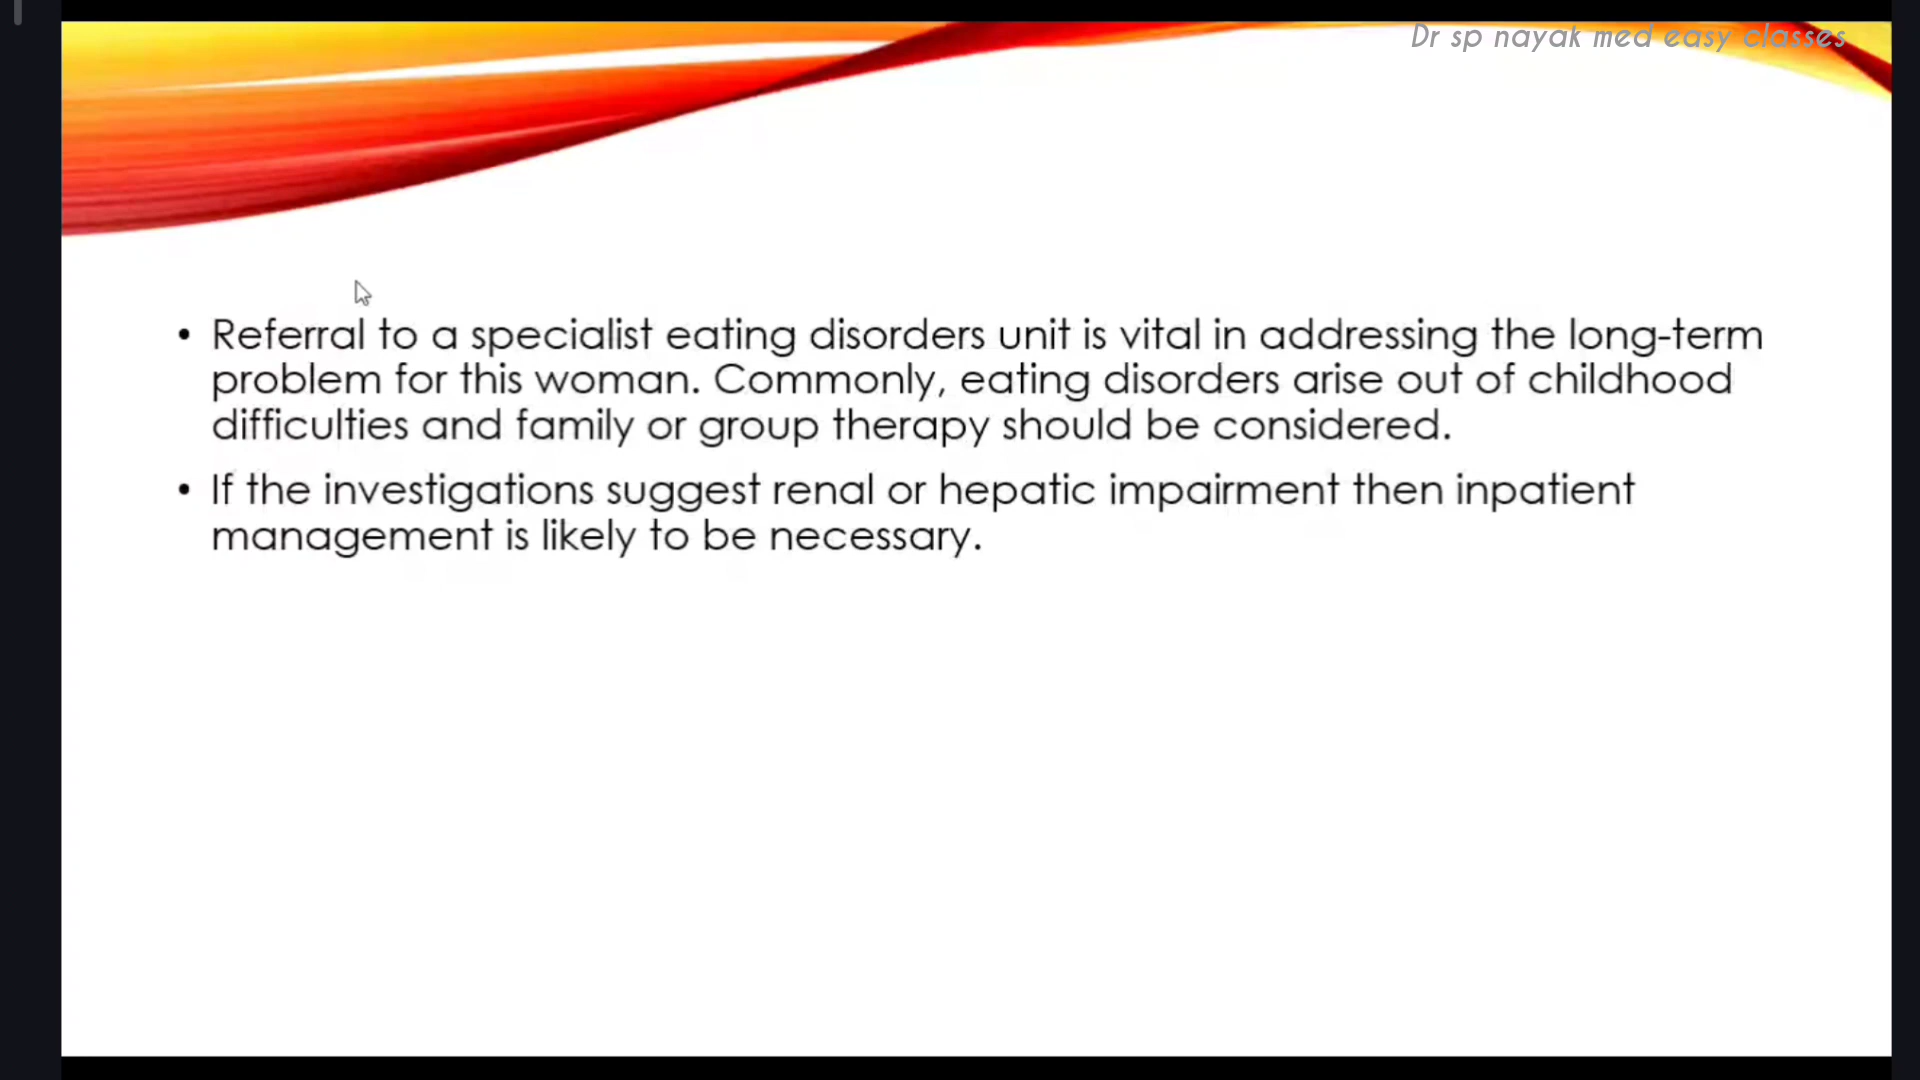 Dr sp nayak med easy classes
• Referral to a specialist eating disorders unit is vital in addressing the long-term
problem for this woman. Commonly, eating disorders arise out of childhood
difficulties and family or group therapy should be considered.
• If the investigations suggest renal or hepatic impairment then inpatient
management is likely to be necessary.